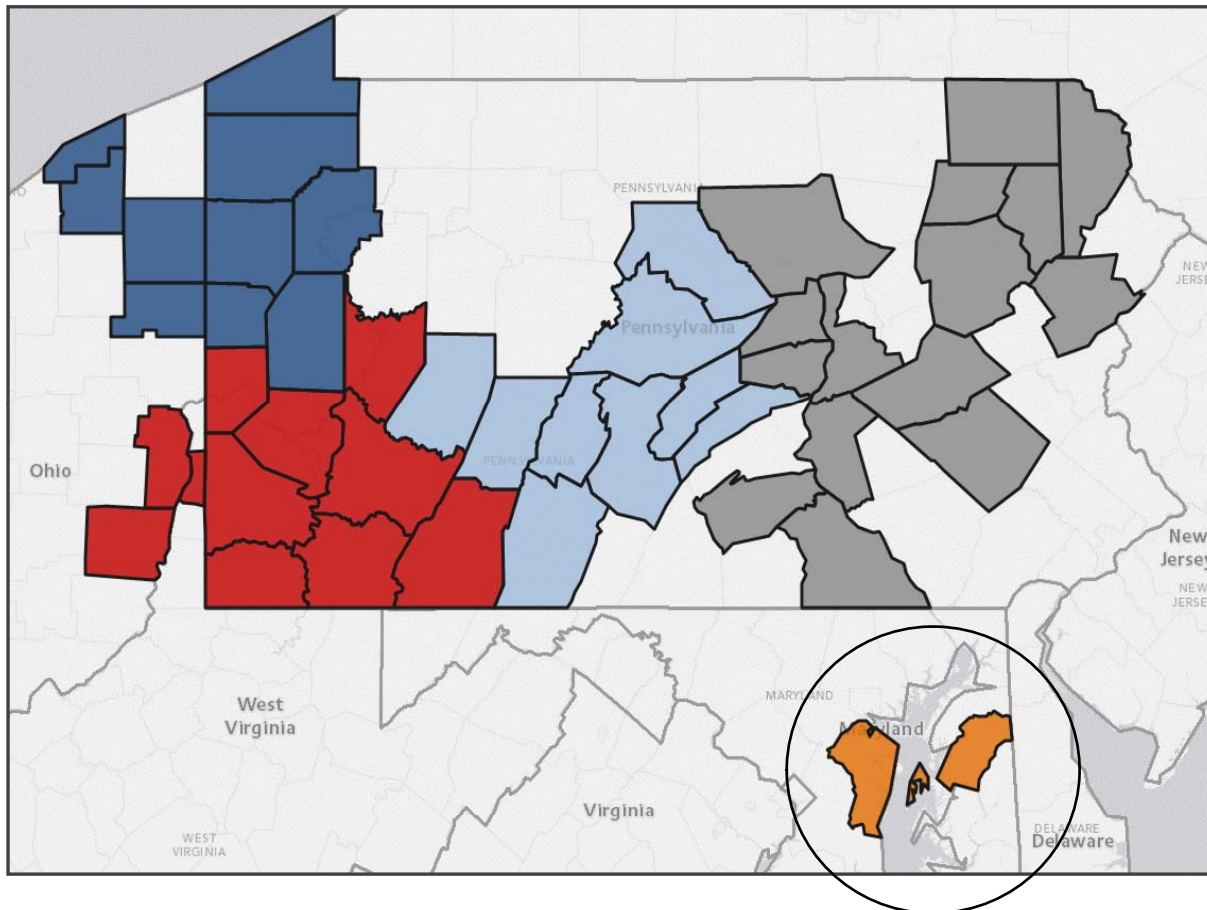 PENNSYLVANIA
NEW
JERSEY
Pennsylvania
Ohio
PENNSYLVANIA
New
Jersey
NEW
JERSEY
West
Virginia
MARYLAND
Maryland
Virginia
WEST
VIRGINIA
DELAWARE
Delaware